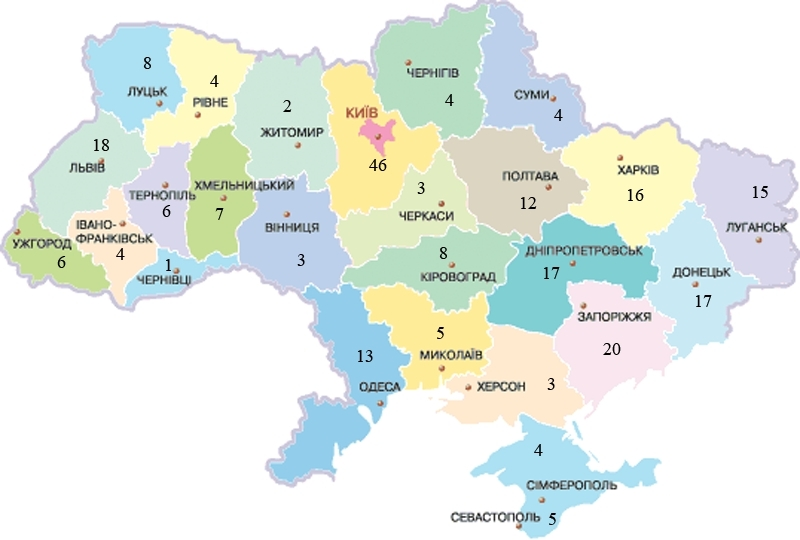 ЧЕРНІГІВ
4
СУМИ
4
8
ЛУЦЬК
4
РІВНЕ
2
ЖИТОМИР
КИЇВ
46
18
ЛЬВІВ
ТЕРНОПІЛЬ
6
ХМЕЛЬНИЦЬКИЙ
7
ВІННИЦЯ
3
3
ЧЕРКАСИ
ПОЛТАВА
12
ХАРКІВ
16
15
ЛУГАНСЬК
УЖГОРОД
6
ІВАНО-
ФРАНКІВСЬК
4
1
ЧЕРНІВЦІ
8
КІРОВОГРАД
ДНІПРОПЕТРОВСЬК
17
ДОНЕЦЬК
17
ЗАПОРІЖЖЯ
20
5
МИКОЛАЇВ
13
ОДЕСА
ХЕРСОН
3
4
СІМФЕРОПОЛЬ
СЕВАСТОПОЛЬ
5